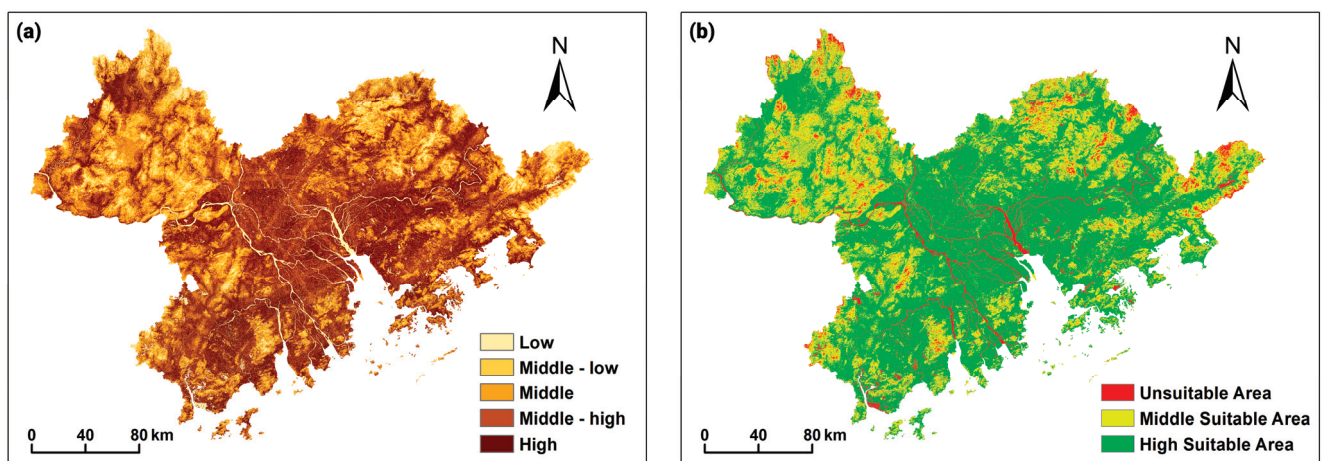 (a)
N
Low
Middle - low
Middle
Middle - high
High
0 40 80 km
(b)
N
Unsuitable Area
Middle Suitable Area
High Suitable Area
0 40 80 km